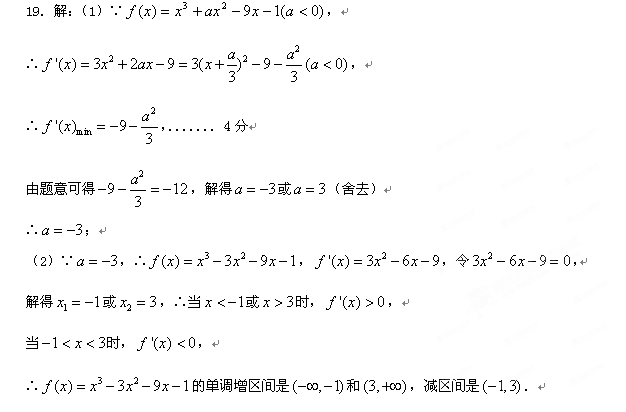 19. 解:(1)∵ f(x) = x³ + ax² − 9x − 1(a < 0),↵
∴ f '(x) = 3x² + 2ax − 9 = 3(x + a/3)² − 9 − a²/3 (a < 0),↵
∴ f '(x)min = −9 − a²/3,....... 4 分↵
由题意可得 −9 − a²/3 = −12,解得 a = −3 或 a = 3(舍去)↵
∴ a = −3;↵
(2)∵ a = −3,∴ f(x) = x³ − 3x² − 9x − 1, f '(x) = 3x² − 6x − 9,令 3x² − 6x − 9 = 0,↵
解得 x₁ = −1 或 x₂ = 3,∴当 x < −1 或 x > 3 时, f '(x) > 0,↵
当 −1 < x < 3 时, f '(x) < 0,↵
∴ f(x) = x³ − 3x² − 9x − 1 的单调增区间是 (−∞,−1) 和 (3,+∞),减区间是 (−1,3).↵